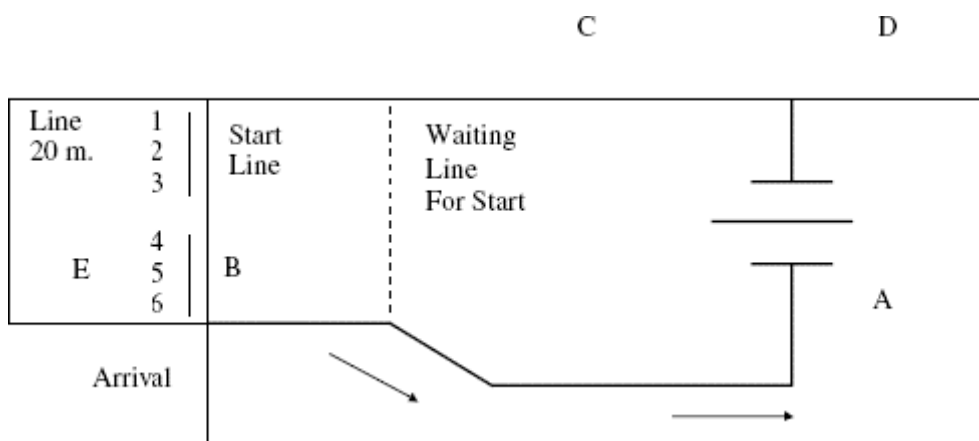 C
D
Line
20 m.
1
2
3
Start
Line
Waiting
Line
For Start
4
5
6
E
B
A
Arrival